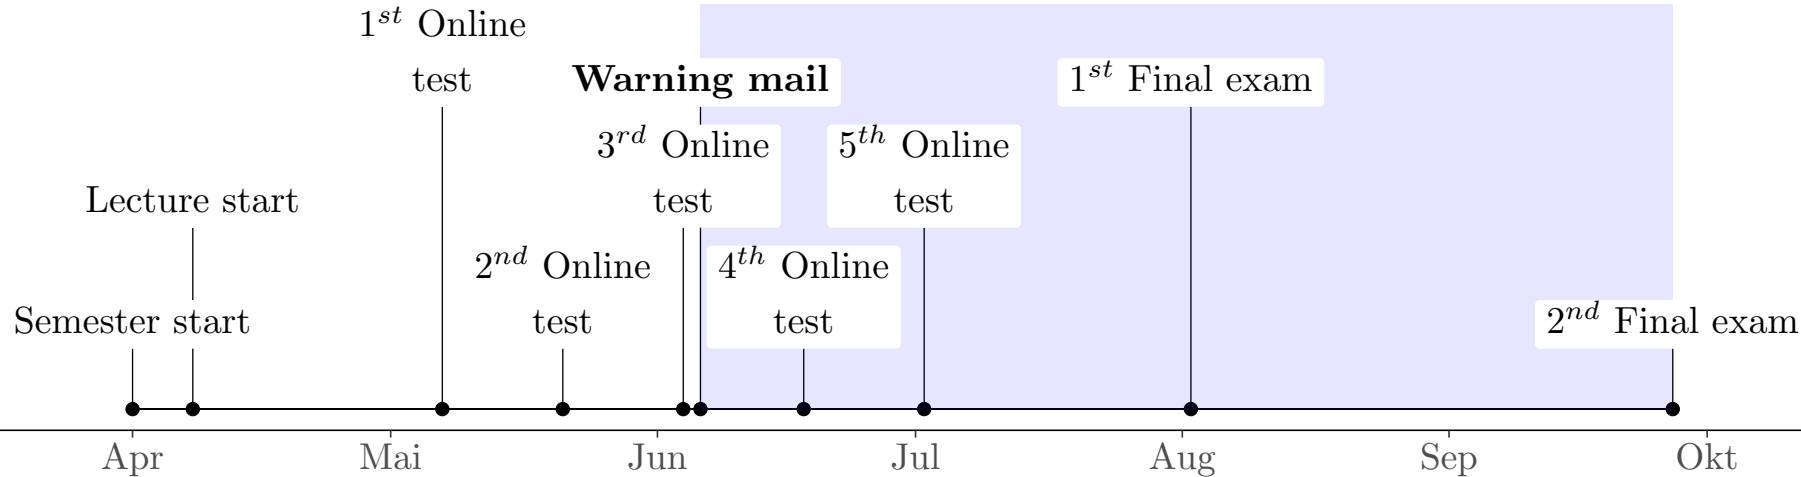 1st Online
test
Warning mail
1st Final exam
3rd Online
test
5th Online
test
Lecture start
2nd Online
test
4th Online
test
Semester start
2nd Final exam
Apr Mai Jun Jul Aug Sep Okt